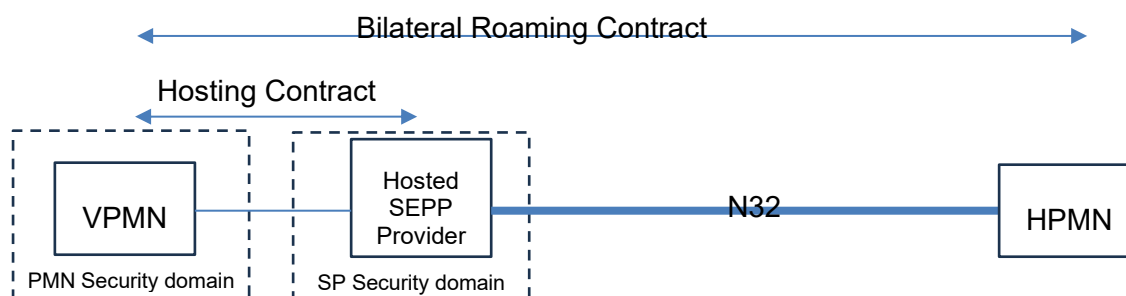 Bilateral Roaming Contract
Hosting Contract
VPMN
Hosted
SEPP
Provider
N32
HPMN
PMN Security domain
SP Security domain